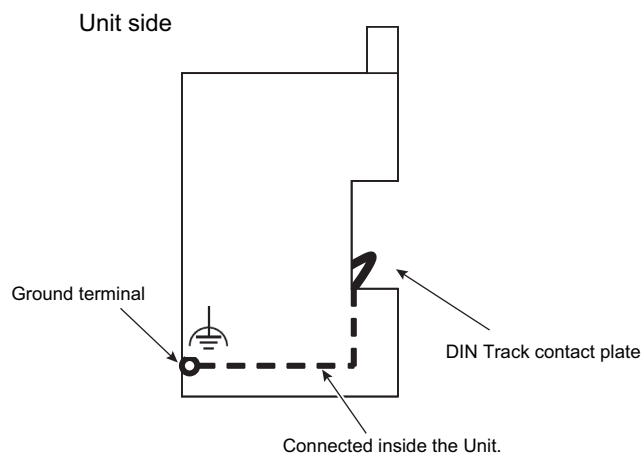 Unit side
Ground terminal
DIN Track contact plate
Connected inside the Unit.